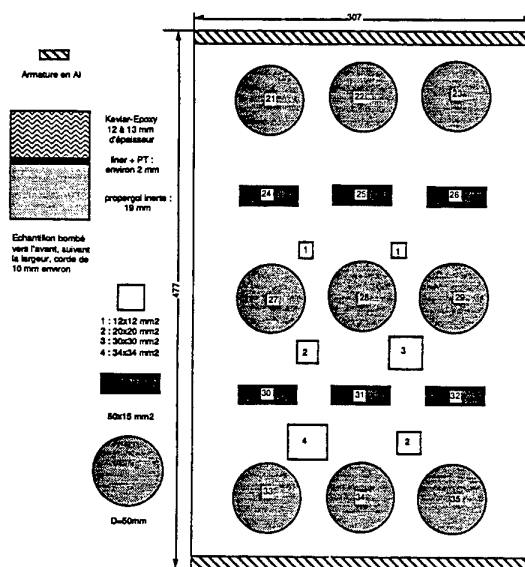 307
Armature en Al
Kevlar-Epoxy
12 à 13 mm
d'épaisseur
liner + PT :
environ 2 mm
propergol inerte :
19 mm
Echantillon bombé
vers l'avant, suivant
la largeur, corde de
10 mm environ
1 : 12x12 mm2
2 : 20x20 mm2
3 : 30x30 mm2
4 : 34x34 mm2
50x15 mm2
D=50mm
477
21 22 23
24 25 26
1 1
27 28 29
2 3
30 31 32
4 2
33 34 35